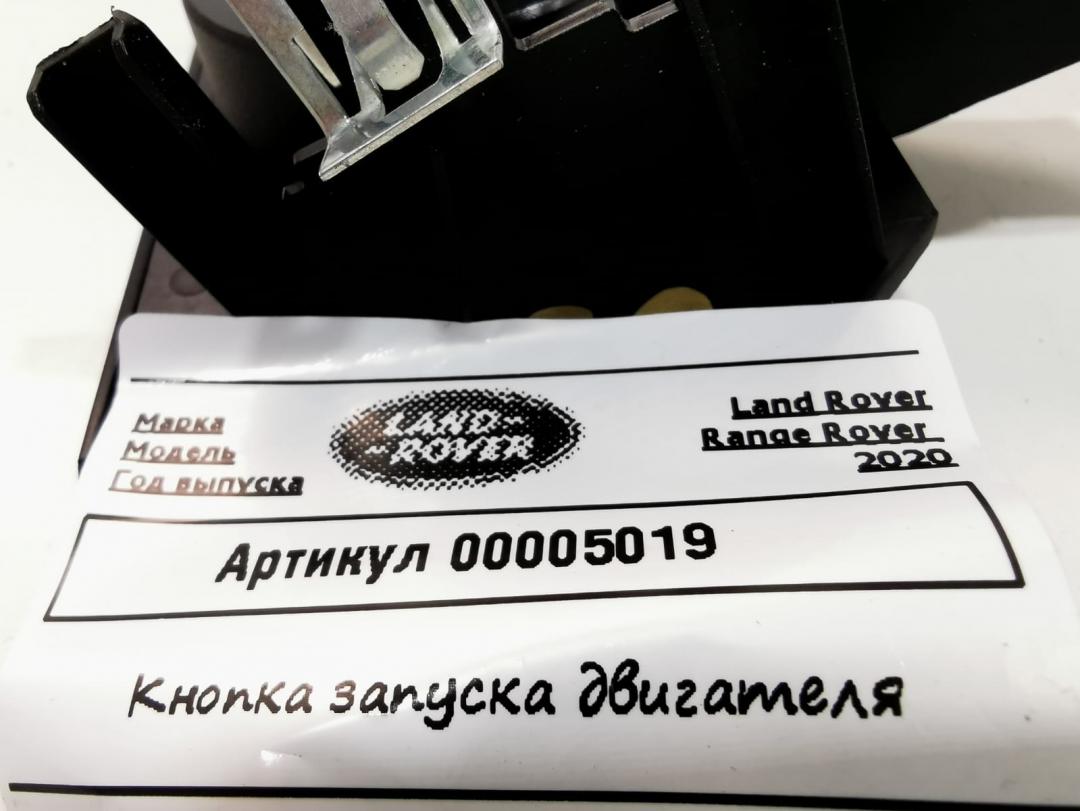 Марка
Модель
Год выпуска
LAND-
-ROVER
Land Rover
Range Rover
2020
Артикул 00005019
Кнопка запуска двигателя